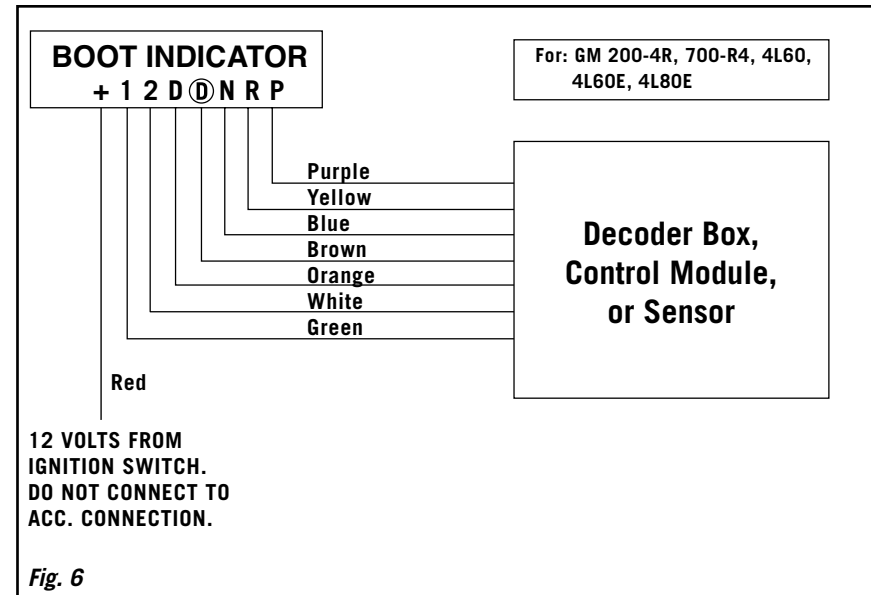 BOOT INDICATOR
+ 1 2 D Ⓓ N R P
For: GM 200-4R, 700-R4, 4L60,
4L60E, 4L80E
Purple
Yellow
Blue
Brown
Orange
White
Green
Decoder Box,
Control Module,
or Sensor
Red
12 VOLTS FROM
IGNITION SWITCH.
DO NOT CONNECT TO
ACC. CONNECTION.
Fig. 6